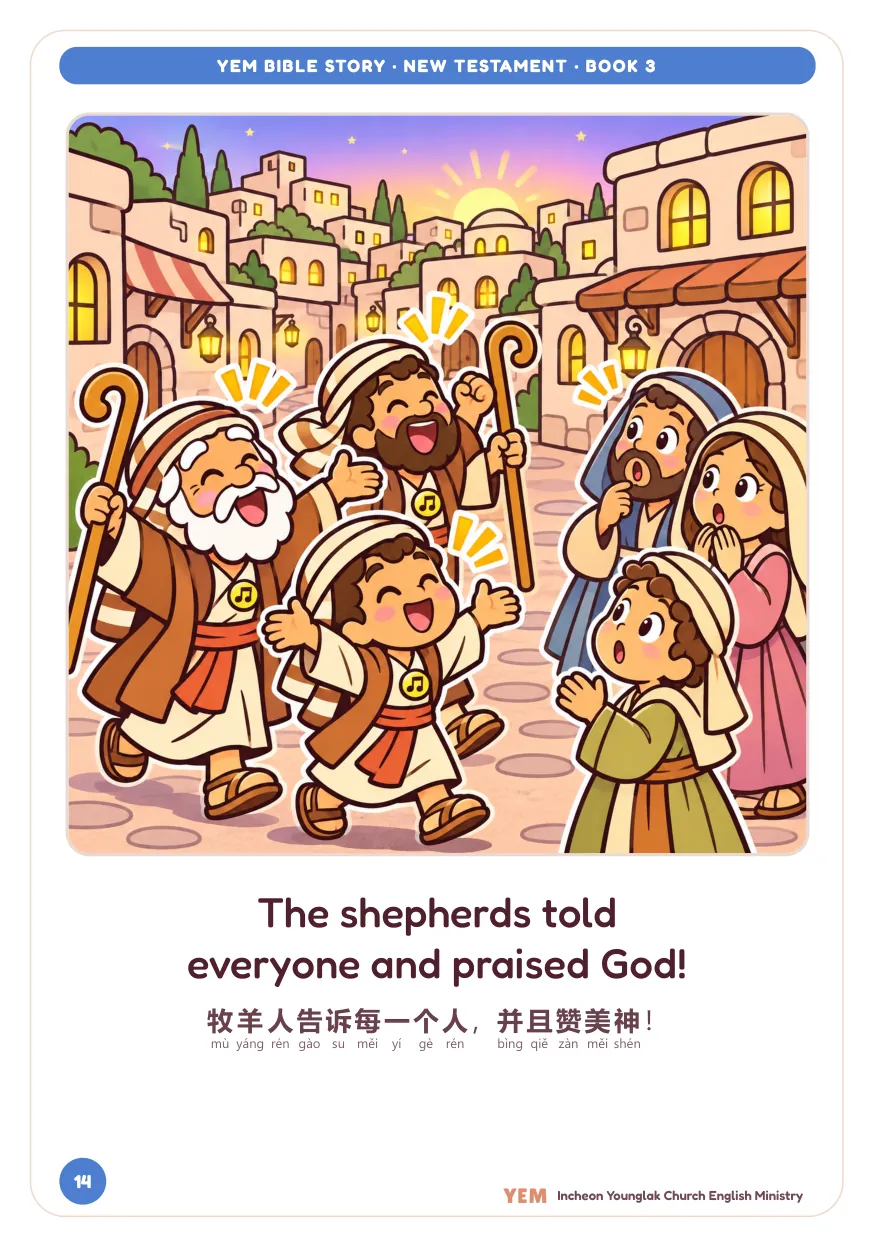 YEM BIBLE STORY · NEW TESTAMENT · BOOK 3
The shepherds told
everyone and praised God!
牧羊人告诉每一个人，并且赞美神！
mù yáng rén gào su měi yí gè rén bìng qiě zàn měi shén
14
YEM Incheon Younglak Church English Ministry